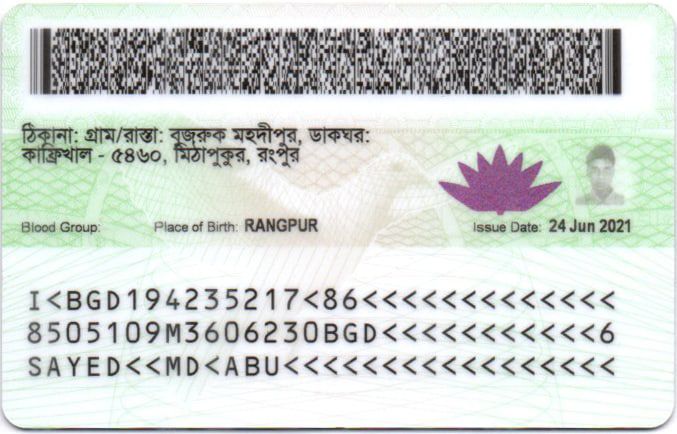 ঠিকানা: গ্রাম/রাস্তা: বুজরুক মহদীপুর, ডাকঘর:
কাফ্রিখাল - ৫৪৬০, মিঠাপুকুর, রংপুর
Blood Group: Place of Birth: RANGPUR Issue Date: 24 Jun 2021
I<BGD194235217<86<<<<<<<<<<<<<
8505109M3606230BGD<<<<<<<<<<<6
SAYED<<MD<ABU<<<<<<<<<<<<<<<<<